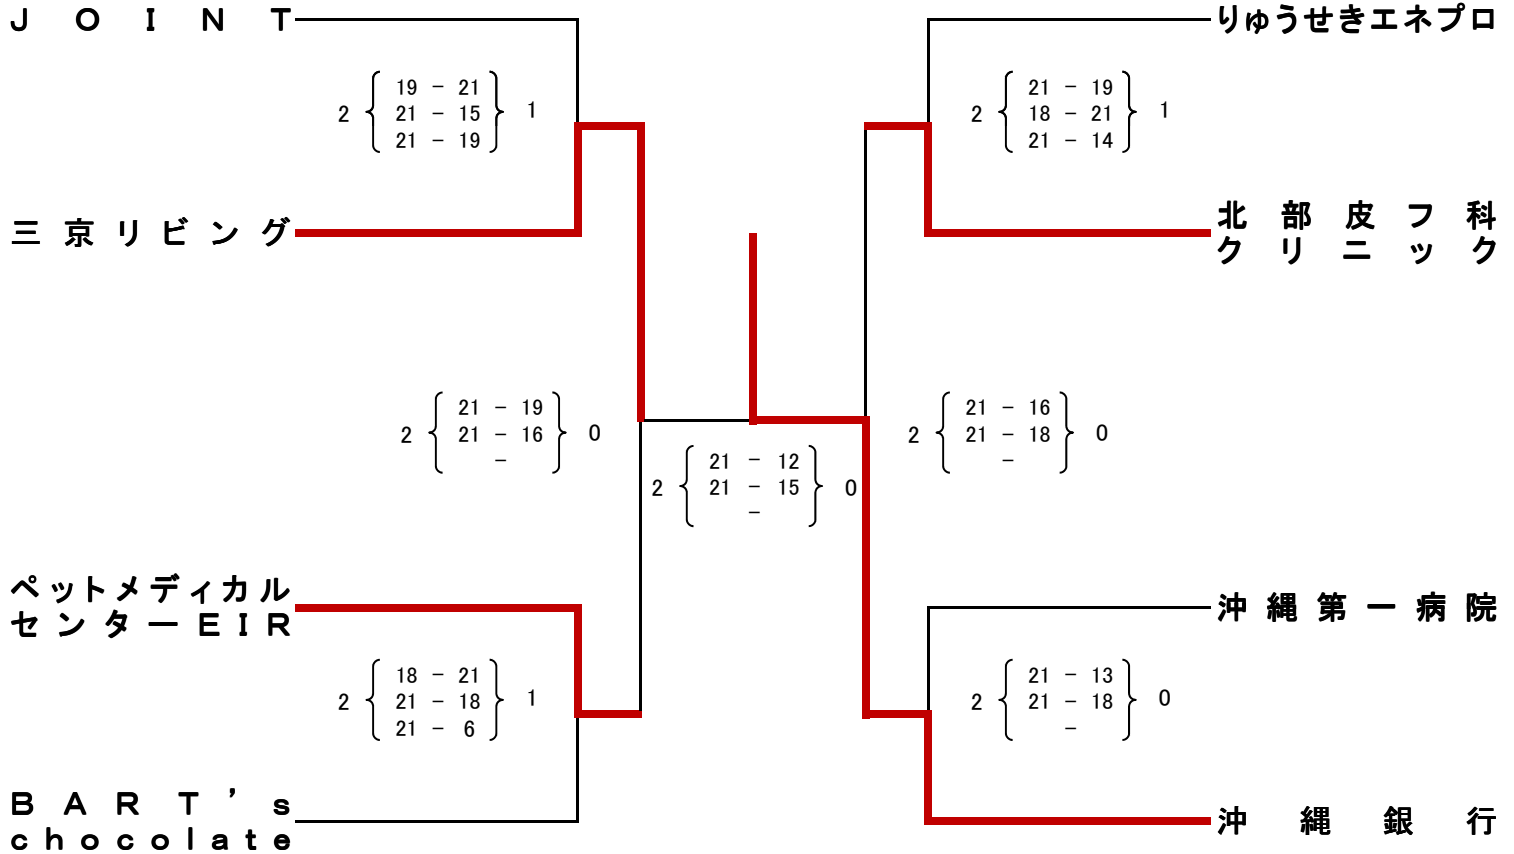 JOINT
2 { 19 － 21 } 1
21 － 15
21 － 19
三京リビング
りゅうせきエネプロ
2 { 21 － 19 } 1
18 － 21
21 － 14
北部皮フ科
クリニック
2 { 21 － 19 } 0
21 － 16
－
2 { 21 － 12 } 0
21 － 15
－
2 { 21 － 16 } 0
21 － 18
－
ペットメディカル
センターEIR
2 { 18 － 21 } 1
21 － 18
21 － 6
BART's
chocolate
沖縄第一病院
2 { 21 － 13 } 0
21 － 18
－
沖縄銀行